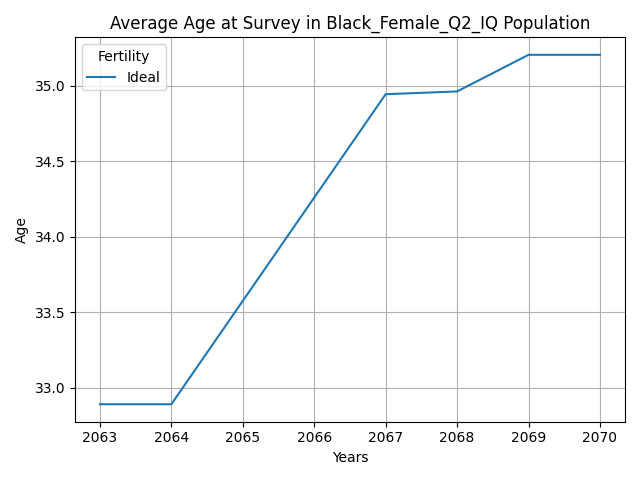 Average Age at Survey in Black_Female_Q2_IQ Population
Fertility
Ideal
35.0
34.5
34.0
33.5
33.0
Age
2063 2064 2065 2066 2067 2068 2069 2070
Years